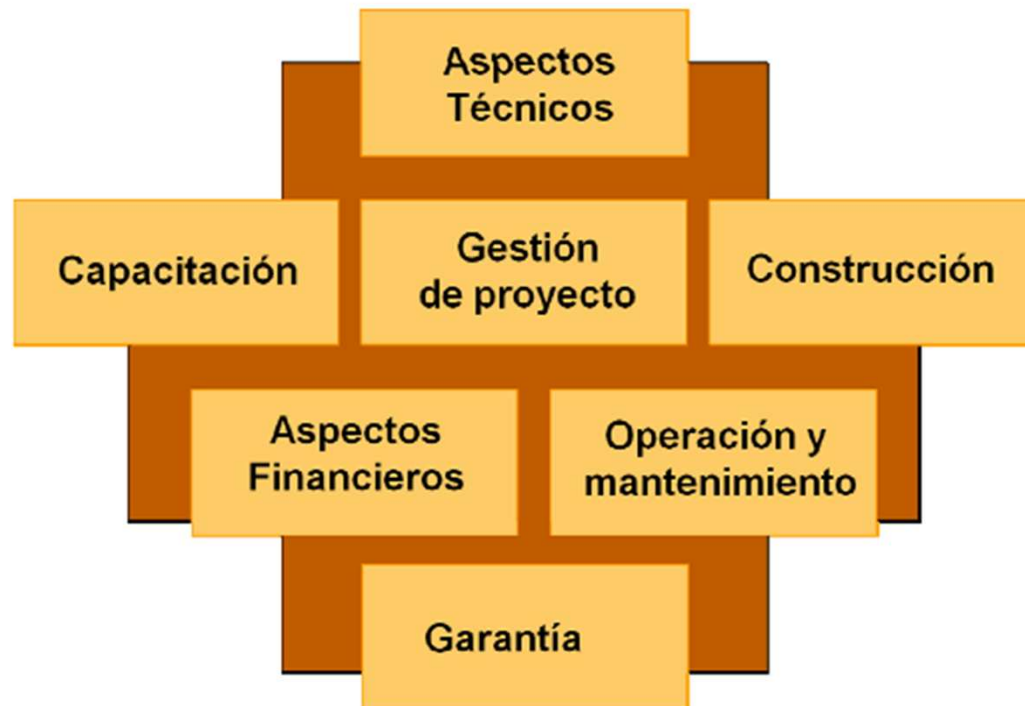 Aspectos
Técnicos
Capacitación
Gestión
de proyecto
Construcción
Aspectos
Financieros
Operación y
mantenimiento
Garantía